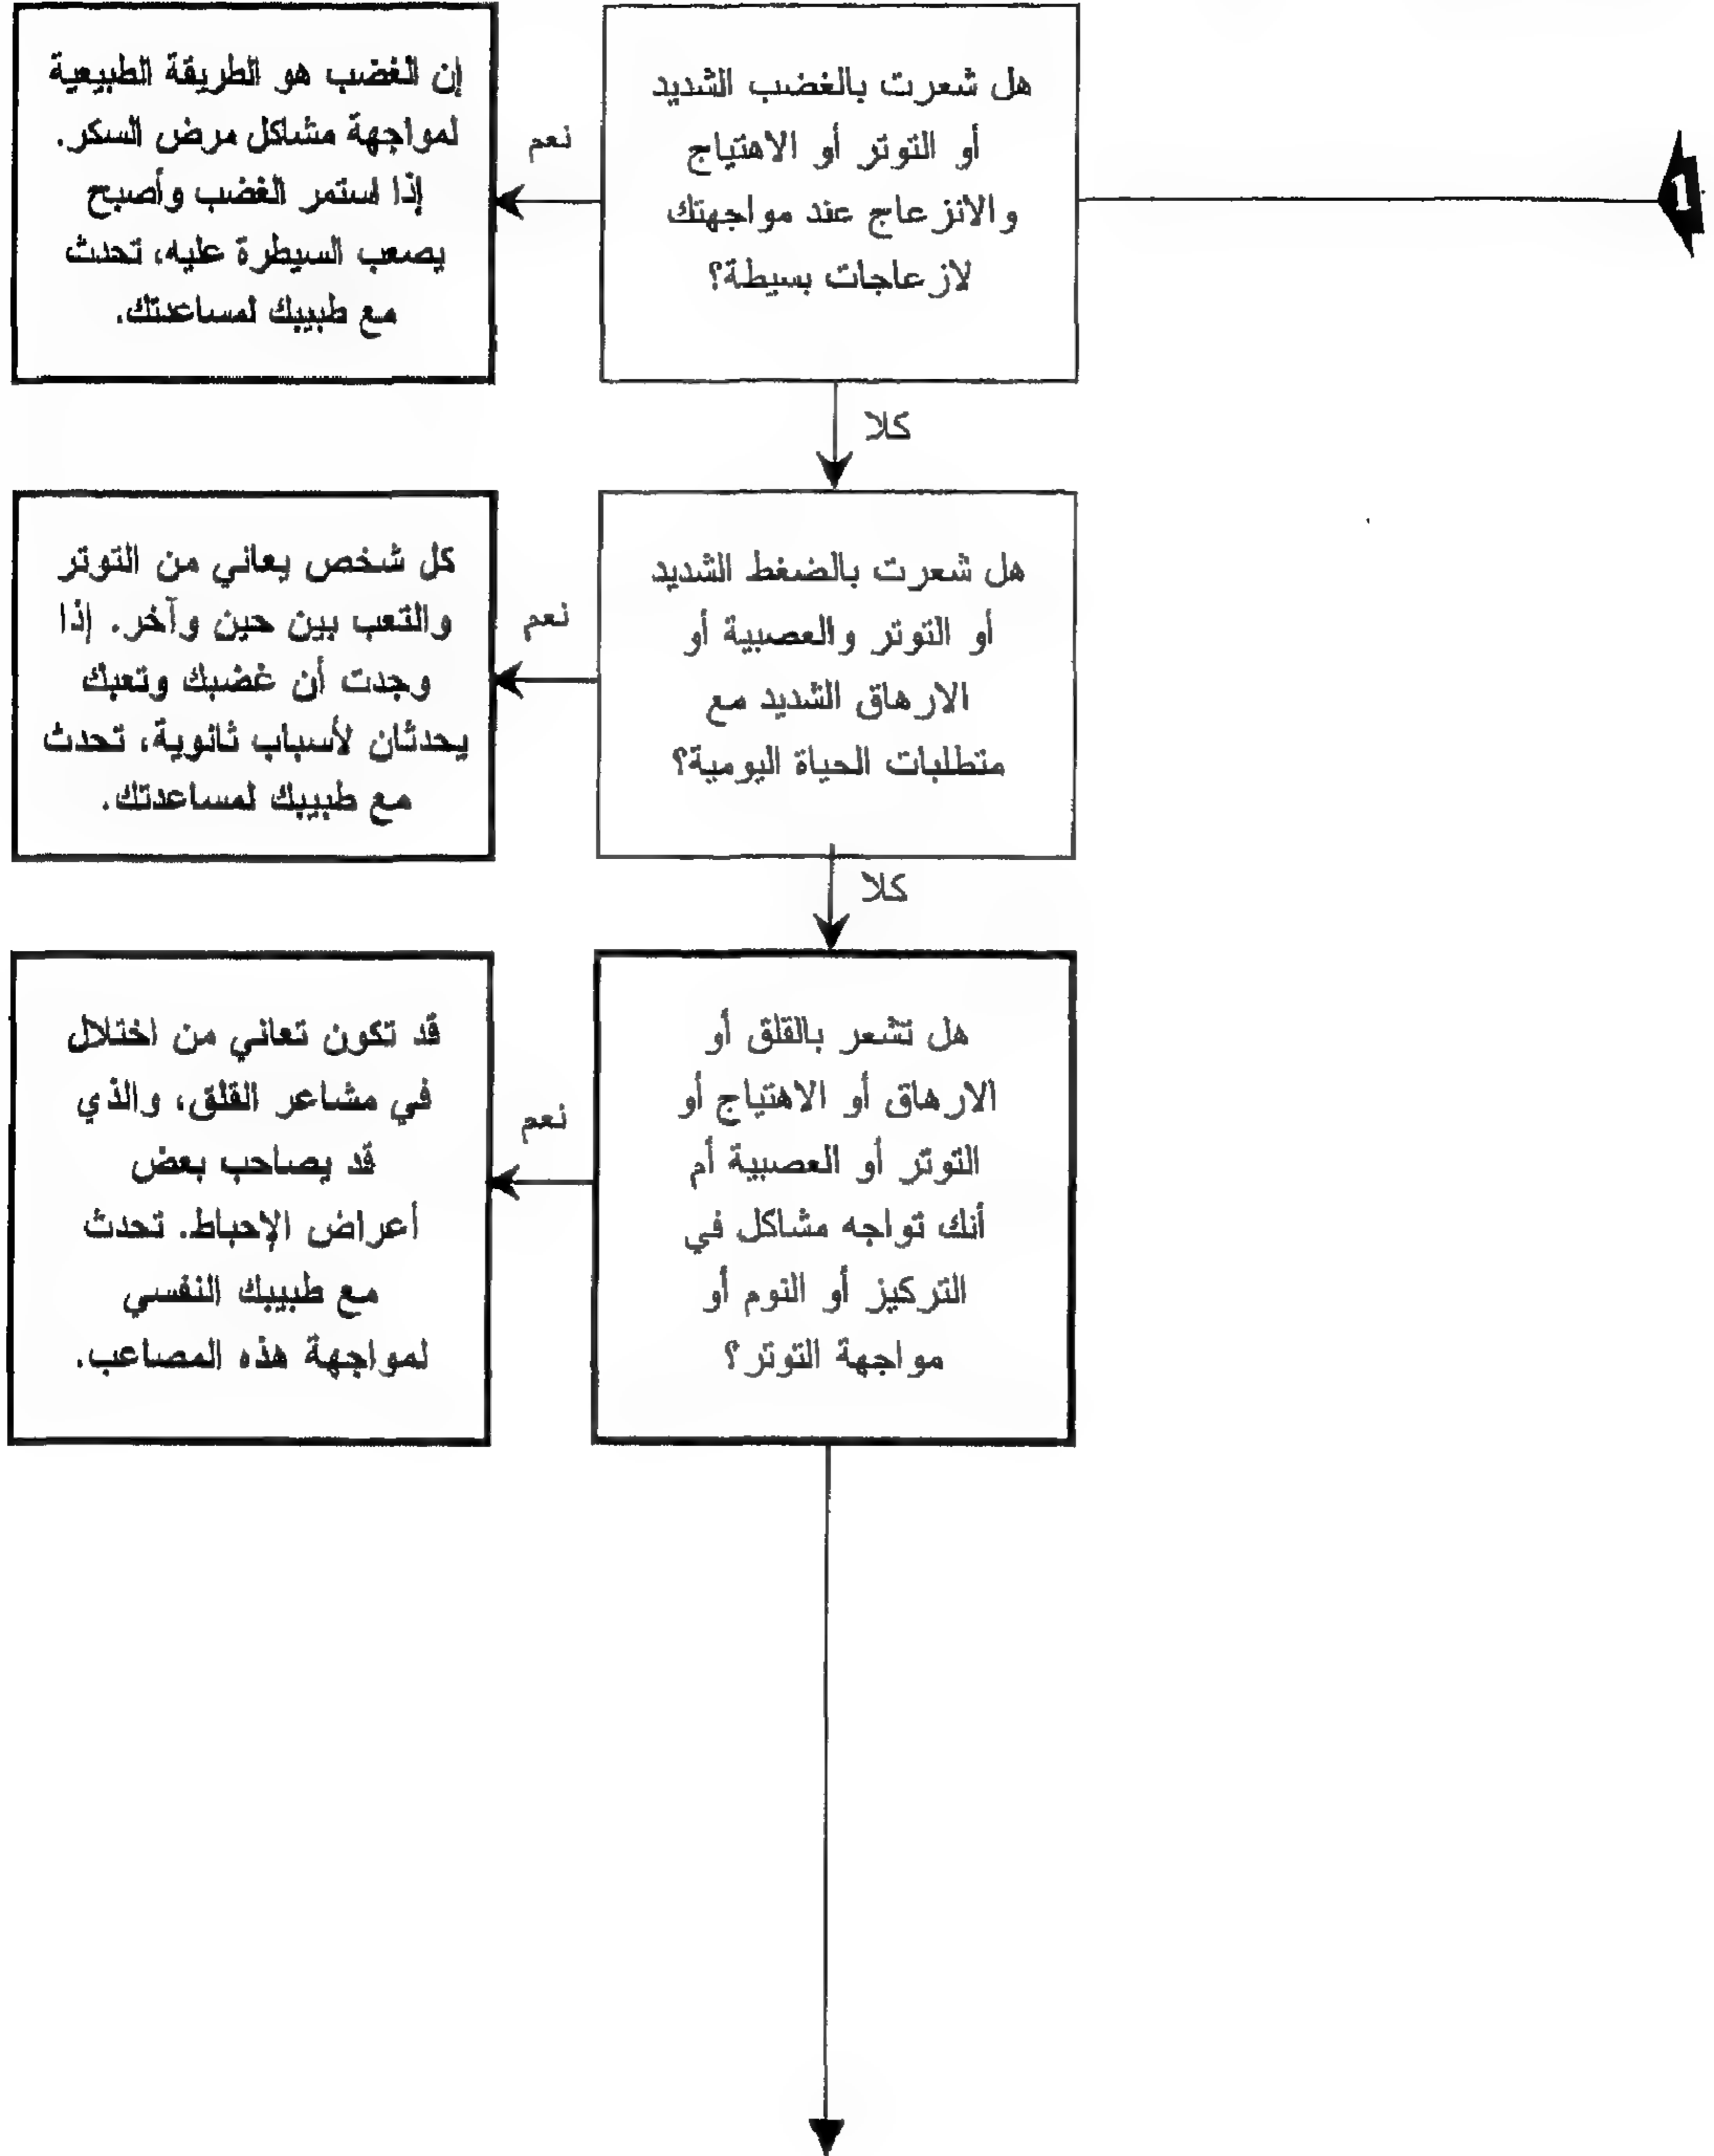 1
هل شعرت بالغضب الشديد
أو التوتر أو الاهتياج
والانزعاج عند مواجهتك
لازعاجات بسيطة؟
نعم
إن الغضب هو الطريقة الطبيعية
لمواجهة مشاكل مرض السكر.
إذا استمر الغضب وأصبح
يصعب السيطرة عليه، تحدث
مع طبيبك لمساعدتك.
كلا
هل شعرت بالضغط الشديد
أو التوتر والعصبية أو
الارهاق الشديد مع
متطلبات الحياة اليومية؟
نعم
كل شخص يعاني من التوتر
والتعب بين حين وآخر. إذا
وجدت أن غضبك وتعبك
يحدثان لأسباب ثانوية، تحدث
مع طبيبك لمساعدتك.
كلا
هل تشعر بالقلق أو
الارهاق أو الاهتياج أو
التوتر أو العصبية أم
أنك تواجه مشاكل في
التركيز أو النوم أو
مواجهة التوتر؟
نعم
قد تكون تعاني من اختلال
في مشاعر القلق، والذي
قد يصاحب بعض
أعراض الإحباط. تحدث
مع طبيبك النفسي
لمواجهة هذه المصاعب.